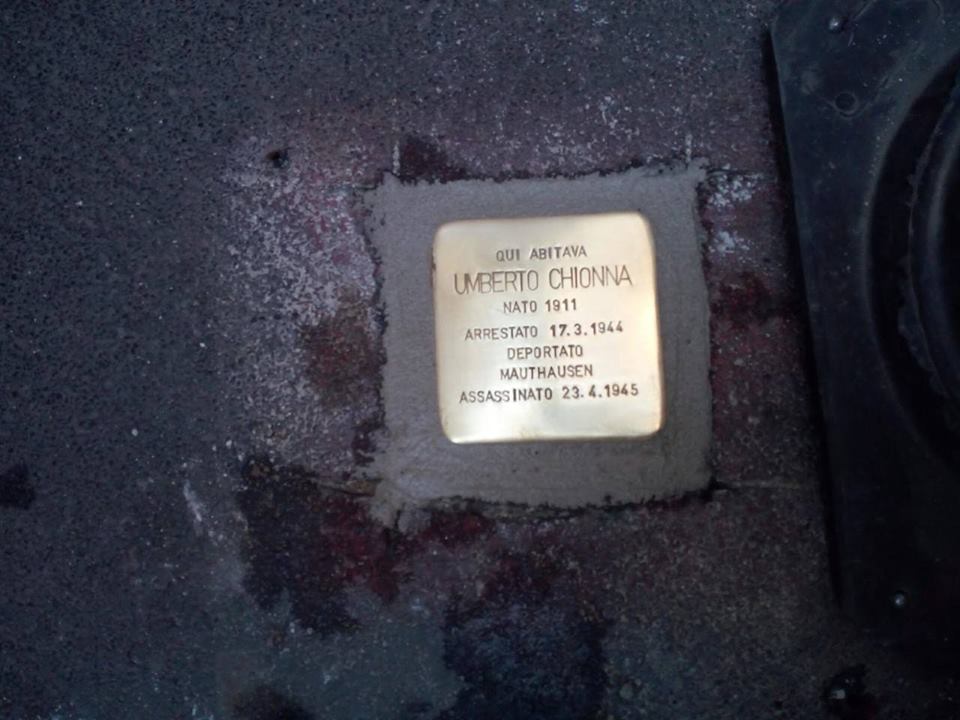 QUI ABITAVA
UMBERTO CHIONNA
NATO 1911
ARRESTATO 17.3.1944
DEPORTATO
MAUTHAUSEN
ASSASSINATO 23.4.1945